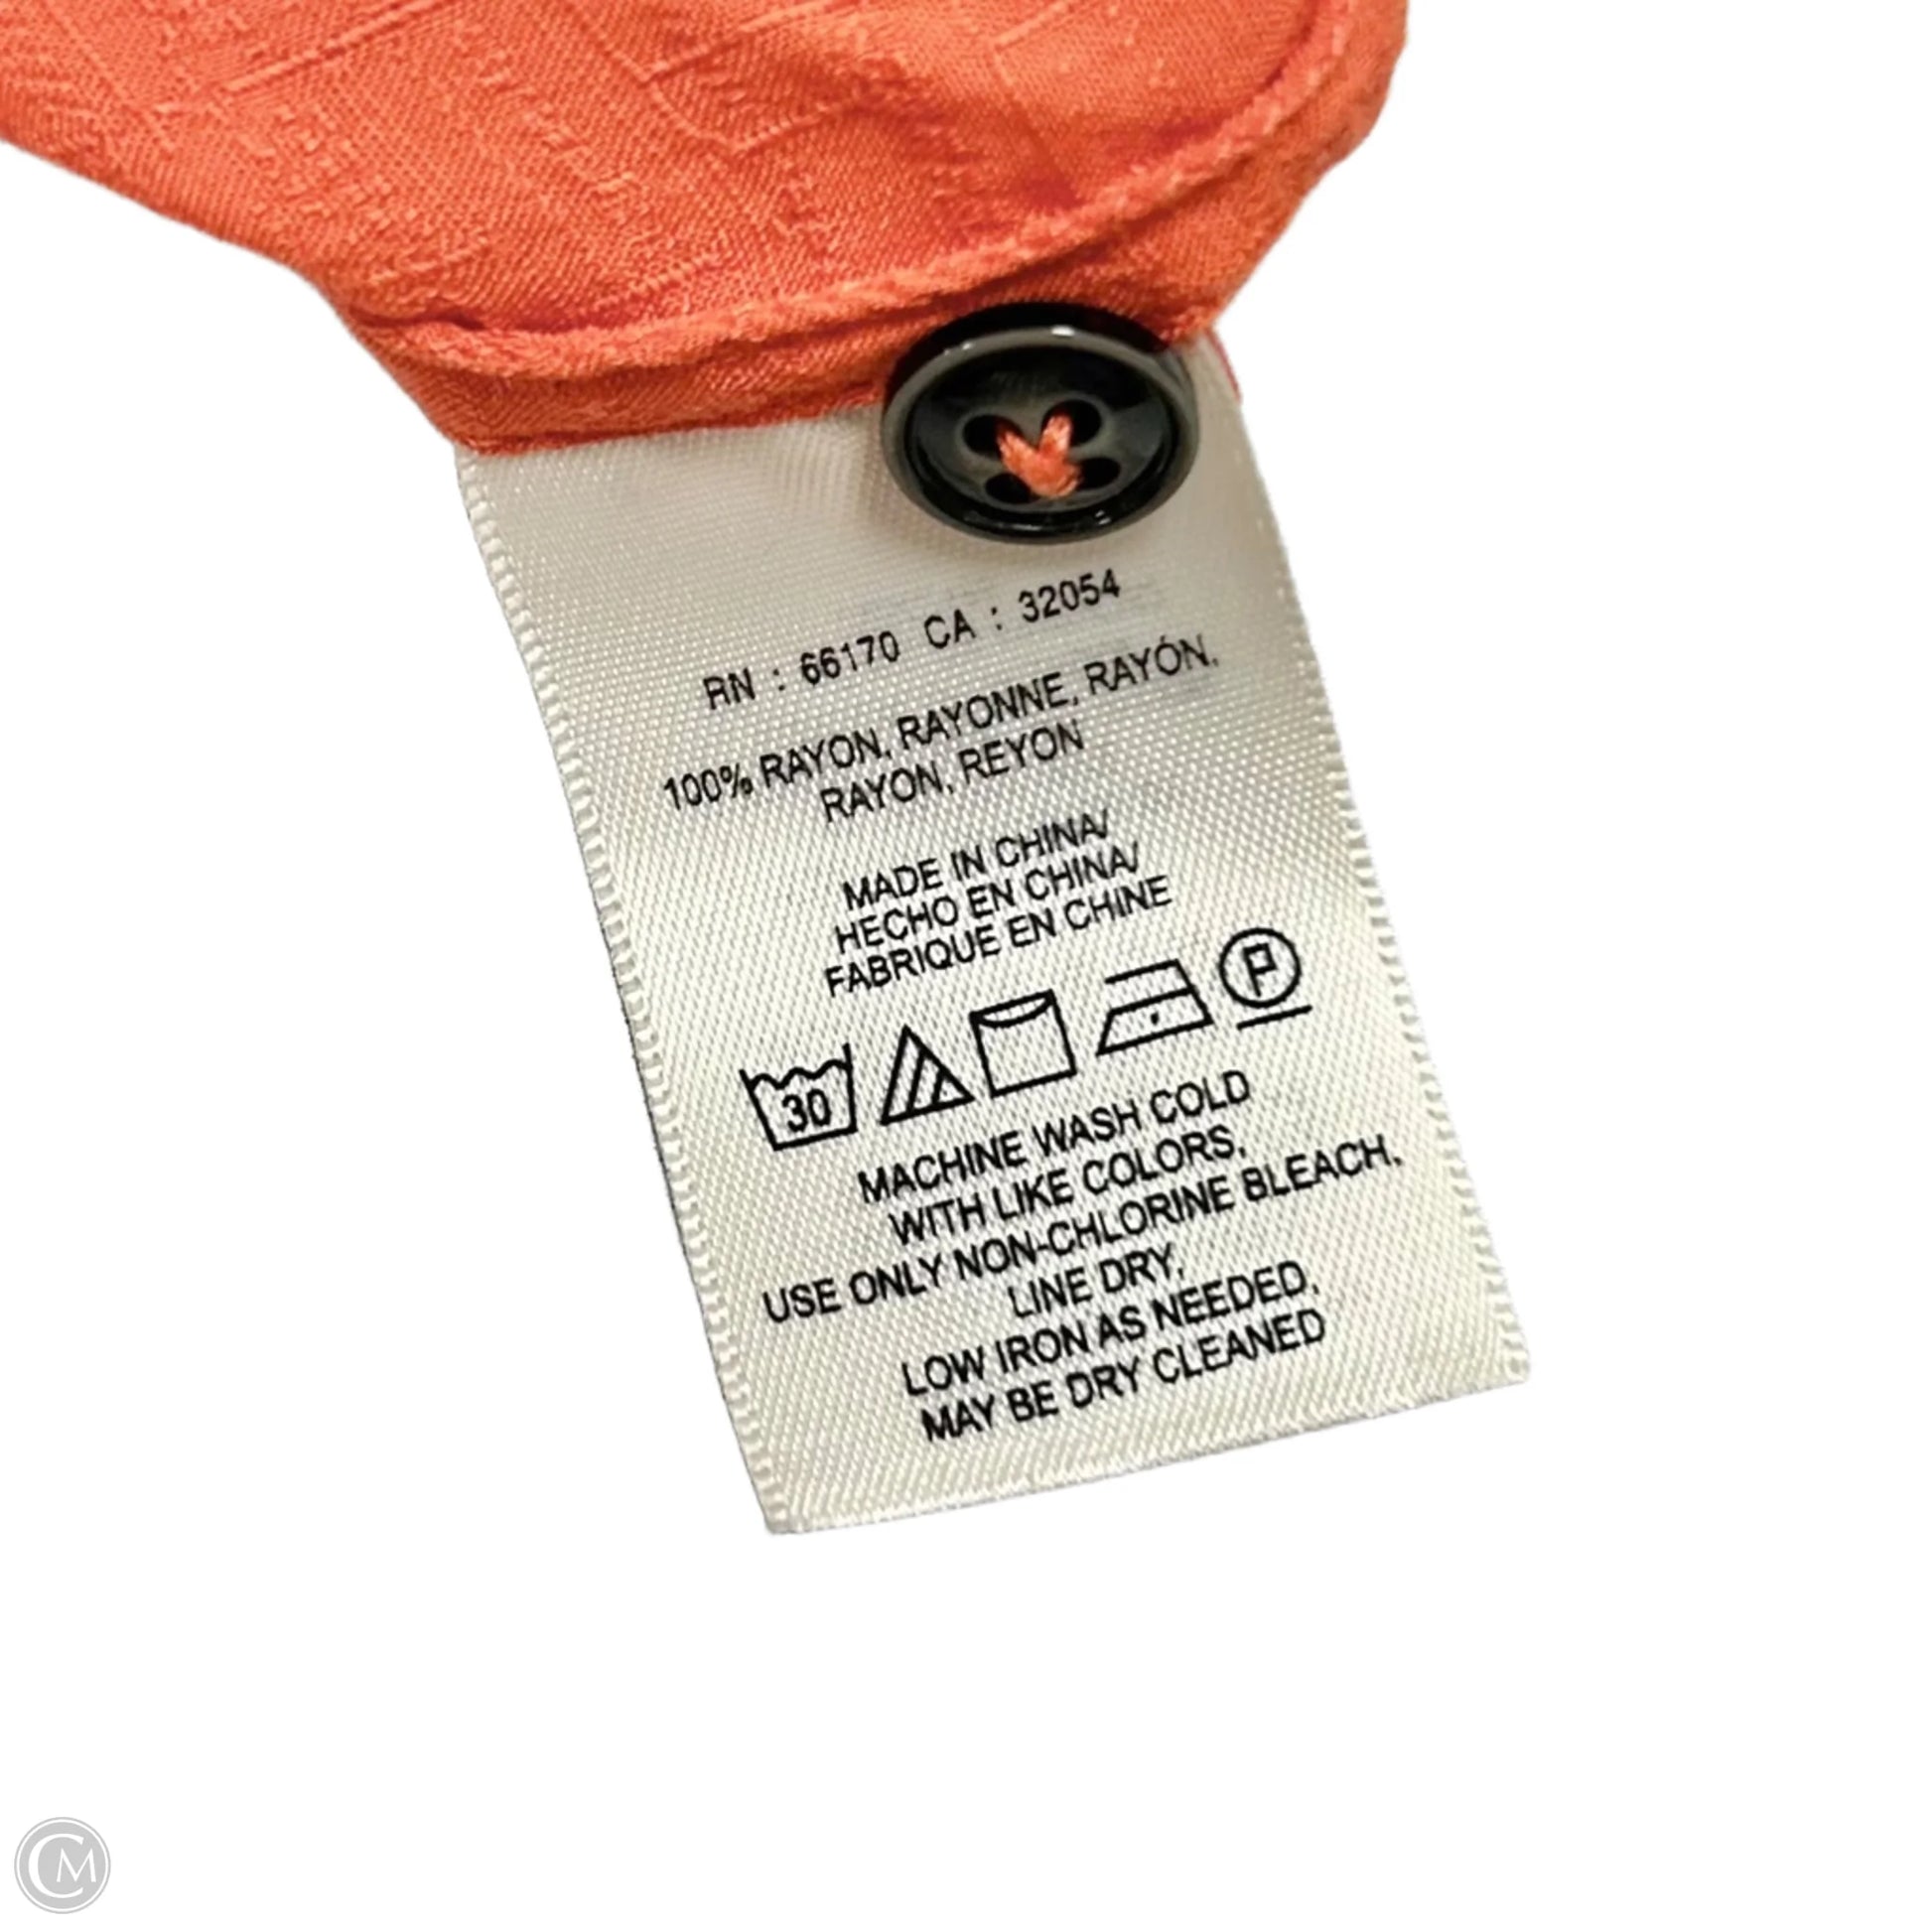 RN : 66170 CA : 32054
100% RAYON, RAYONNE, RAYÓN,
RAYON, REYON
MADE IN CHINA/
HECHO EN CHINA/
FABRIQUE EN CHINE
30 P
MACHINE WASH COLD
WITH LIKE COLORS,
USE ONLY NON-CHLORINE BLEACH,
LINE DRY,
LOW IRON AS NEEDED,
MAY BE DRY CLEANED
CM